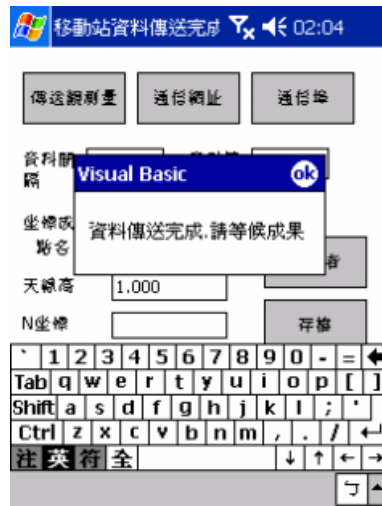 移動站資料傳送完成 02:04
傳送觀測量 通信網址 通信埠
資料間
隔
Visual Basic ok
資料傳送完成.請等候成果
坐標成
點名
者
天線高 1.000
N坐標
存檔
` 1 2 3 4 5 6 7 8 9 0 - =
Tab q w e r t y u i o p [ ]
Shift a s d f g h j k l ; '
Ctrl z x c v b n m , . /
注 英 符 全
ㄅ